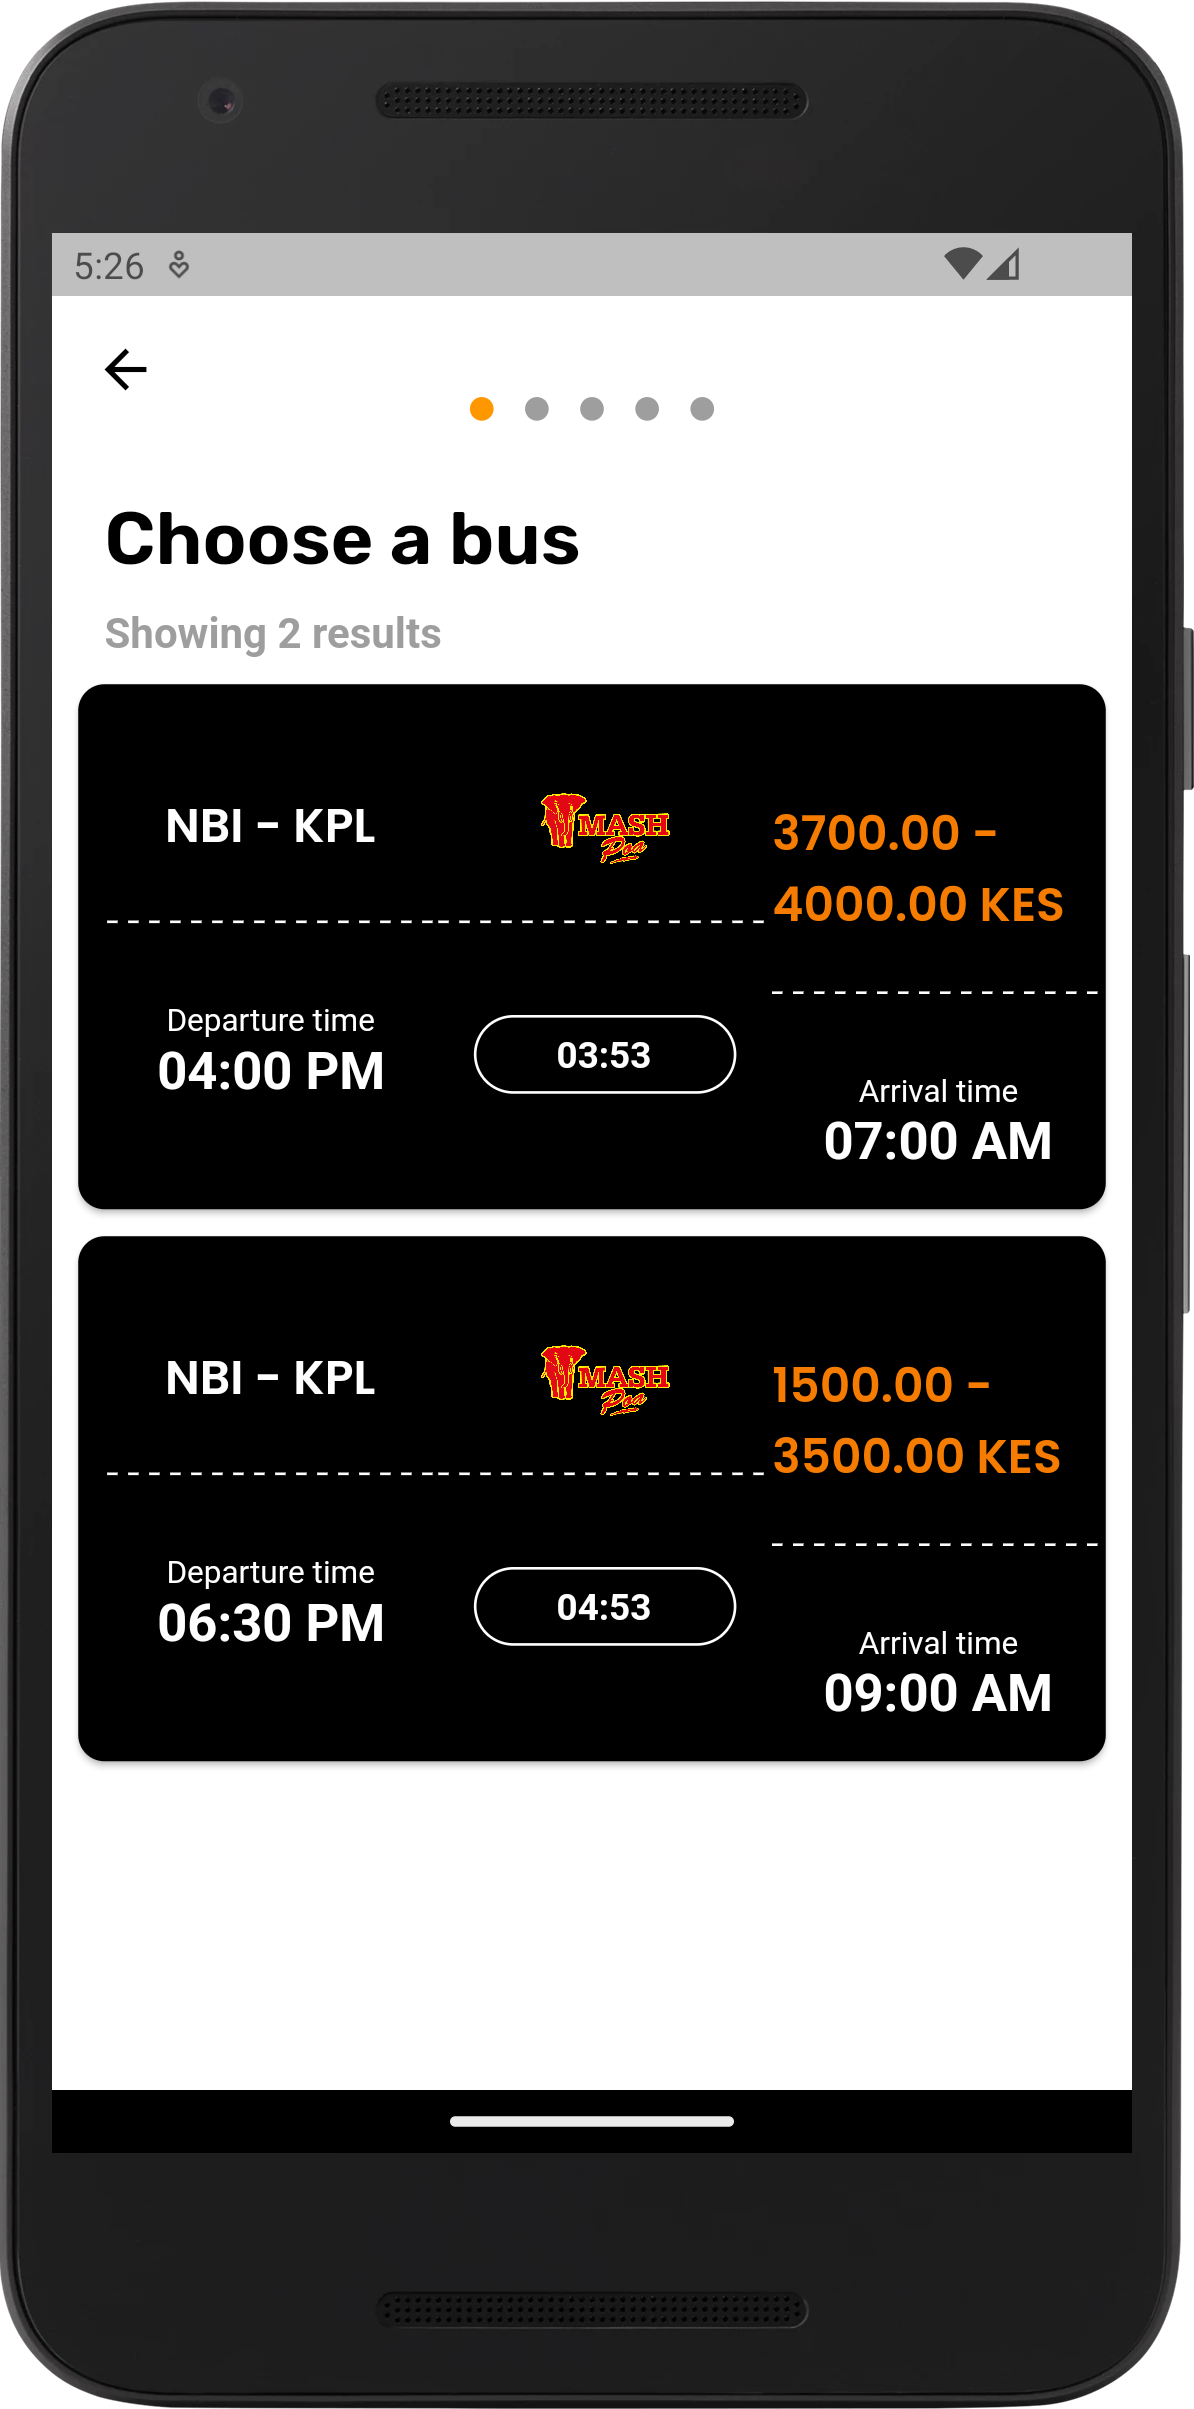 5:26
Choose a bus
Showing 2 results
NBI - KPL
MASH
Poa
3700.00 -
4000.00 KES
Departure time
04:00 PM
03:53
Arrival time
07:00 AM
NBI - KPL
MASH
Poa
1500.00 -
3500.00 KES
Departure time
06:30 PM
04:53
Arrival time
09:00 AM